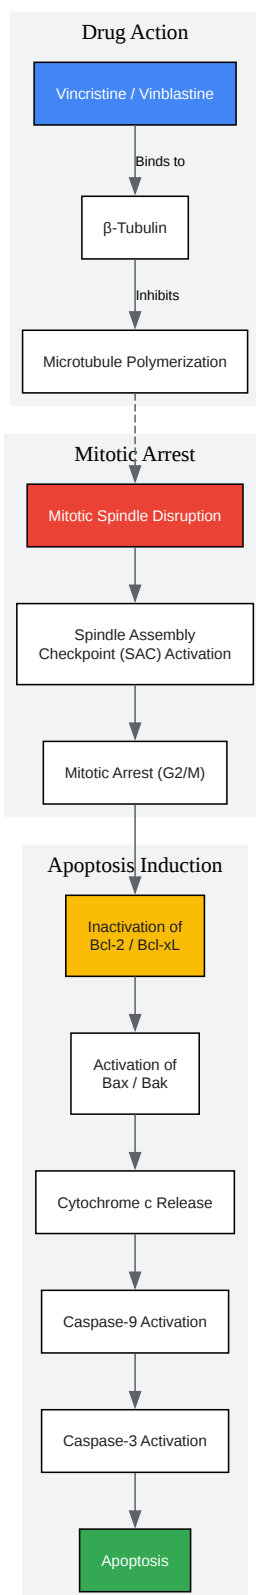 Drug Action
Vincristine / Vinblastine
Binds to
β-Tubulin
Inhibits
Microtubule Polymerization
Mitotic Arrest
Mitotic Spindle Disruption
Spindle Assembly
Checkpoint (SAC) Activation
Mitotic Arrest (G2/M)
Apoptosis Induction
Inactivation of
Bcl-2 / Bcl-xL
Activation of
Bax / Bak
Cytochrome c Release
Caspase-9 Activation
Caspase-3 Activation
Apoptosis